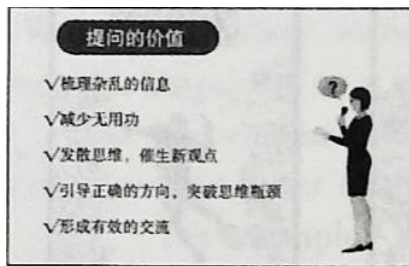 提问的价值
√梳理杂乱的信息
√减少无用功
√发散思维，催生新观点
?
√引导正确的方向，突破思维瓶颈
√形成有效的交流